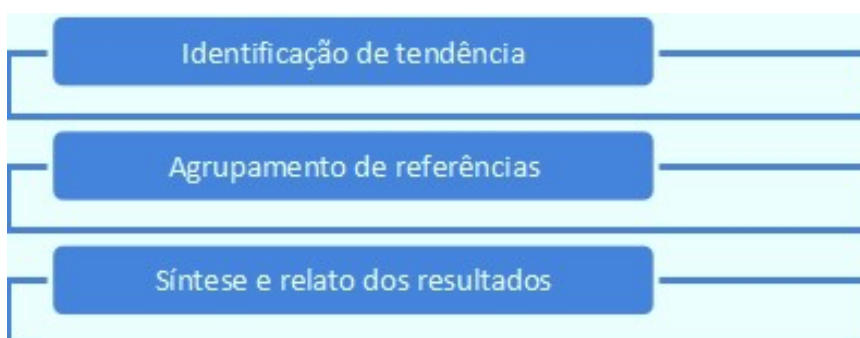 Identificação de tendência
Agrupamento de referências
Síntese e relato dos resultados